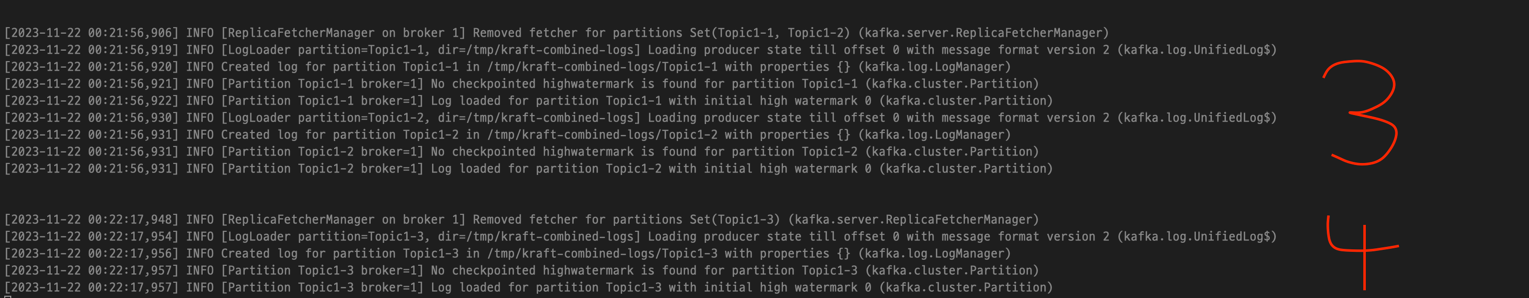 [2023-11-22 00:21:56,906] INFO [ReplicaFetcherManager on broker 1] Removed fetcher for partitions Set(Topic1-1, Topic1-2) (kafka.server.ReplicaFetcherManager)
[2023-11-22 00:21:56,919] INFO [LogLoader partition=Topic1-1, dir=/tmp/kraft-combined-logs] Loading producer state till offset 0 with message format version 2 (kafka.log.UnifiedLog$)
[2023-11-22 00:21:56,920] INFO Created log for partition Topic1-1 in /tmp/kraft-combined-logs/Topic1-1 with properties {} (kafka.log.LogManager)
[2023-11-22 00:21:56,921] INFO [Partition Topic1-1 broker=1] No checkpointed highwatermark is found for partition Topic1-1 (kafka.cluster.Partition)
[2023-11-22 00:21:56,922] INFO [Partition Topic1-1 broker=1] Log loaded for partition Topic1-1 with initial high watermark 0 (kafka.cluster.Partition)
[2023-11-22 00:21:56,930] INFO [LogLoader partition=Topic1-2, dir=/tmp/kraft-combined-logs] Loading producer state till offset 0 with message format version 2 (kafka.log.UnifiedLog$)
[2023-11-22 00:21:56,931] INFO Created log for partition Topic1-2 in /tmp/kraft-combined-logs/Topic1-2 with properties {} (kafka.log.LogManager)
[2023-11-22 00:21:56,931] INFO [Partition Topic1-2 broker=1] No checkpointed highwatermark is found for partition Topic1-2 (kafka.cluster.Partition)
[2023-11-22 00:21:56,931] INFO [Partition Topic1-2 broker=1] Log loaded for partition Topic1-2 with initial high watermark 0 (kafka.cluster.Partition)
3
[2023-11-22 00:22:17,948] INFO [ReplicaFetcherManager on broker 1] Removed fetcher for partitions Set(Topic1-3) (kafka.server.ReplicaFetcherManager)
[2023-11-22 00:22:17,954] INFO [LogLoader partition=Topic1-3, dir=/tmp/kraft-combined-logs] Loading producer state till offset 0 with message format version 2 (kafka.log.UnifiedLog$)
[2023-11-22 00:22:17,956] INFO Created log for partition Topic1-3 in /tmp/kraft-combined-logs/Topic1-3 with properties {} (kafka.log.LogManager)
[2023-11-22 00:22:17,957] INFO [Partition Topic1-3 broker=1] No checkpointed highwatermark is found for partition Topic1-3 (kafka.cluster.Partition)
[2023-11-22 00:22:17,957] INFO [Partition Topic1-3 broker=1] Log loaded for partition Topic1-3 with initial high watermark 0 (kafka.cluster.Partition)
4